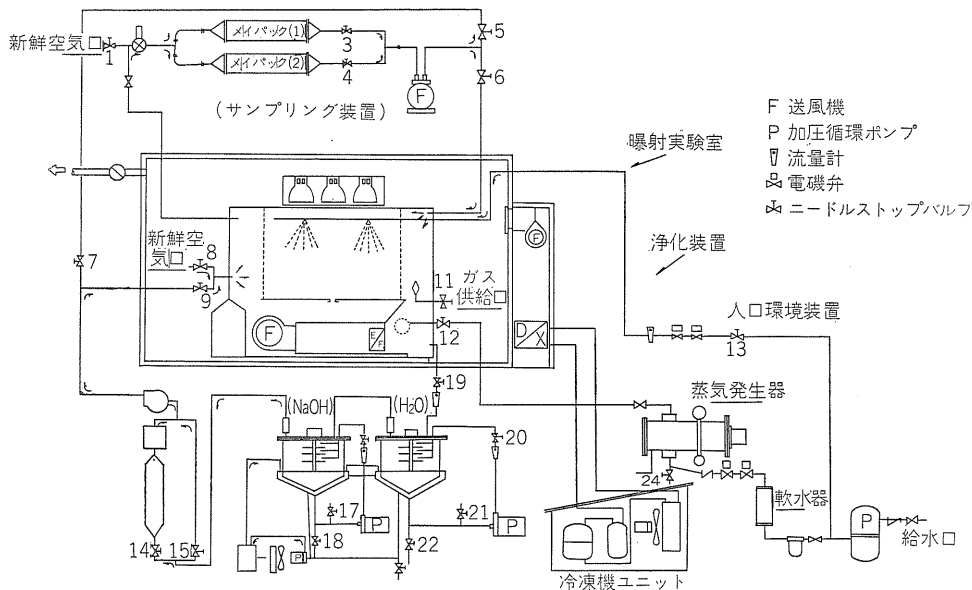 新鮮空気口
1
メイパック(1)
3
メイパック(2)
4
F
5
6
(サンプリング装置)
F 送風機
P 加圧循環ポンプ
流量計
電磁弁
ニードルストップバルブ
曝射実験室
浄化装置
人口環境装置
新鮮空
気口
8
9
7
F
E/F
11 ガス
供給口
12
F
D/X
13
19
(NaOH)
(H₂O)
20
蒸気発生器
24
軟水器
P
給水口
14
15
17
P
18
P
21
P
22
冷凍機ユニット